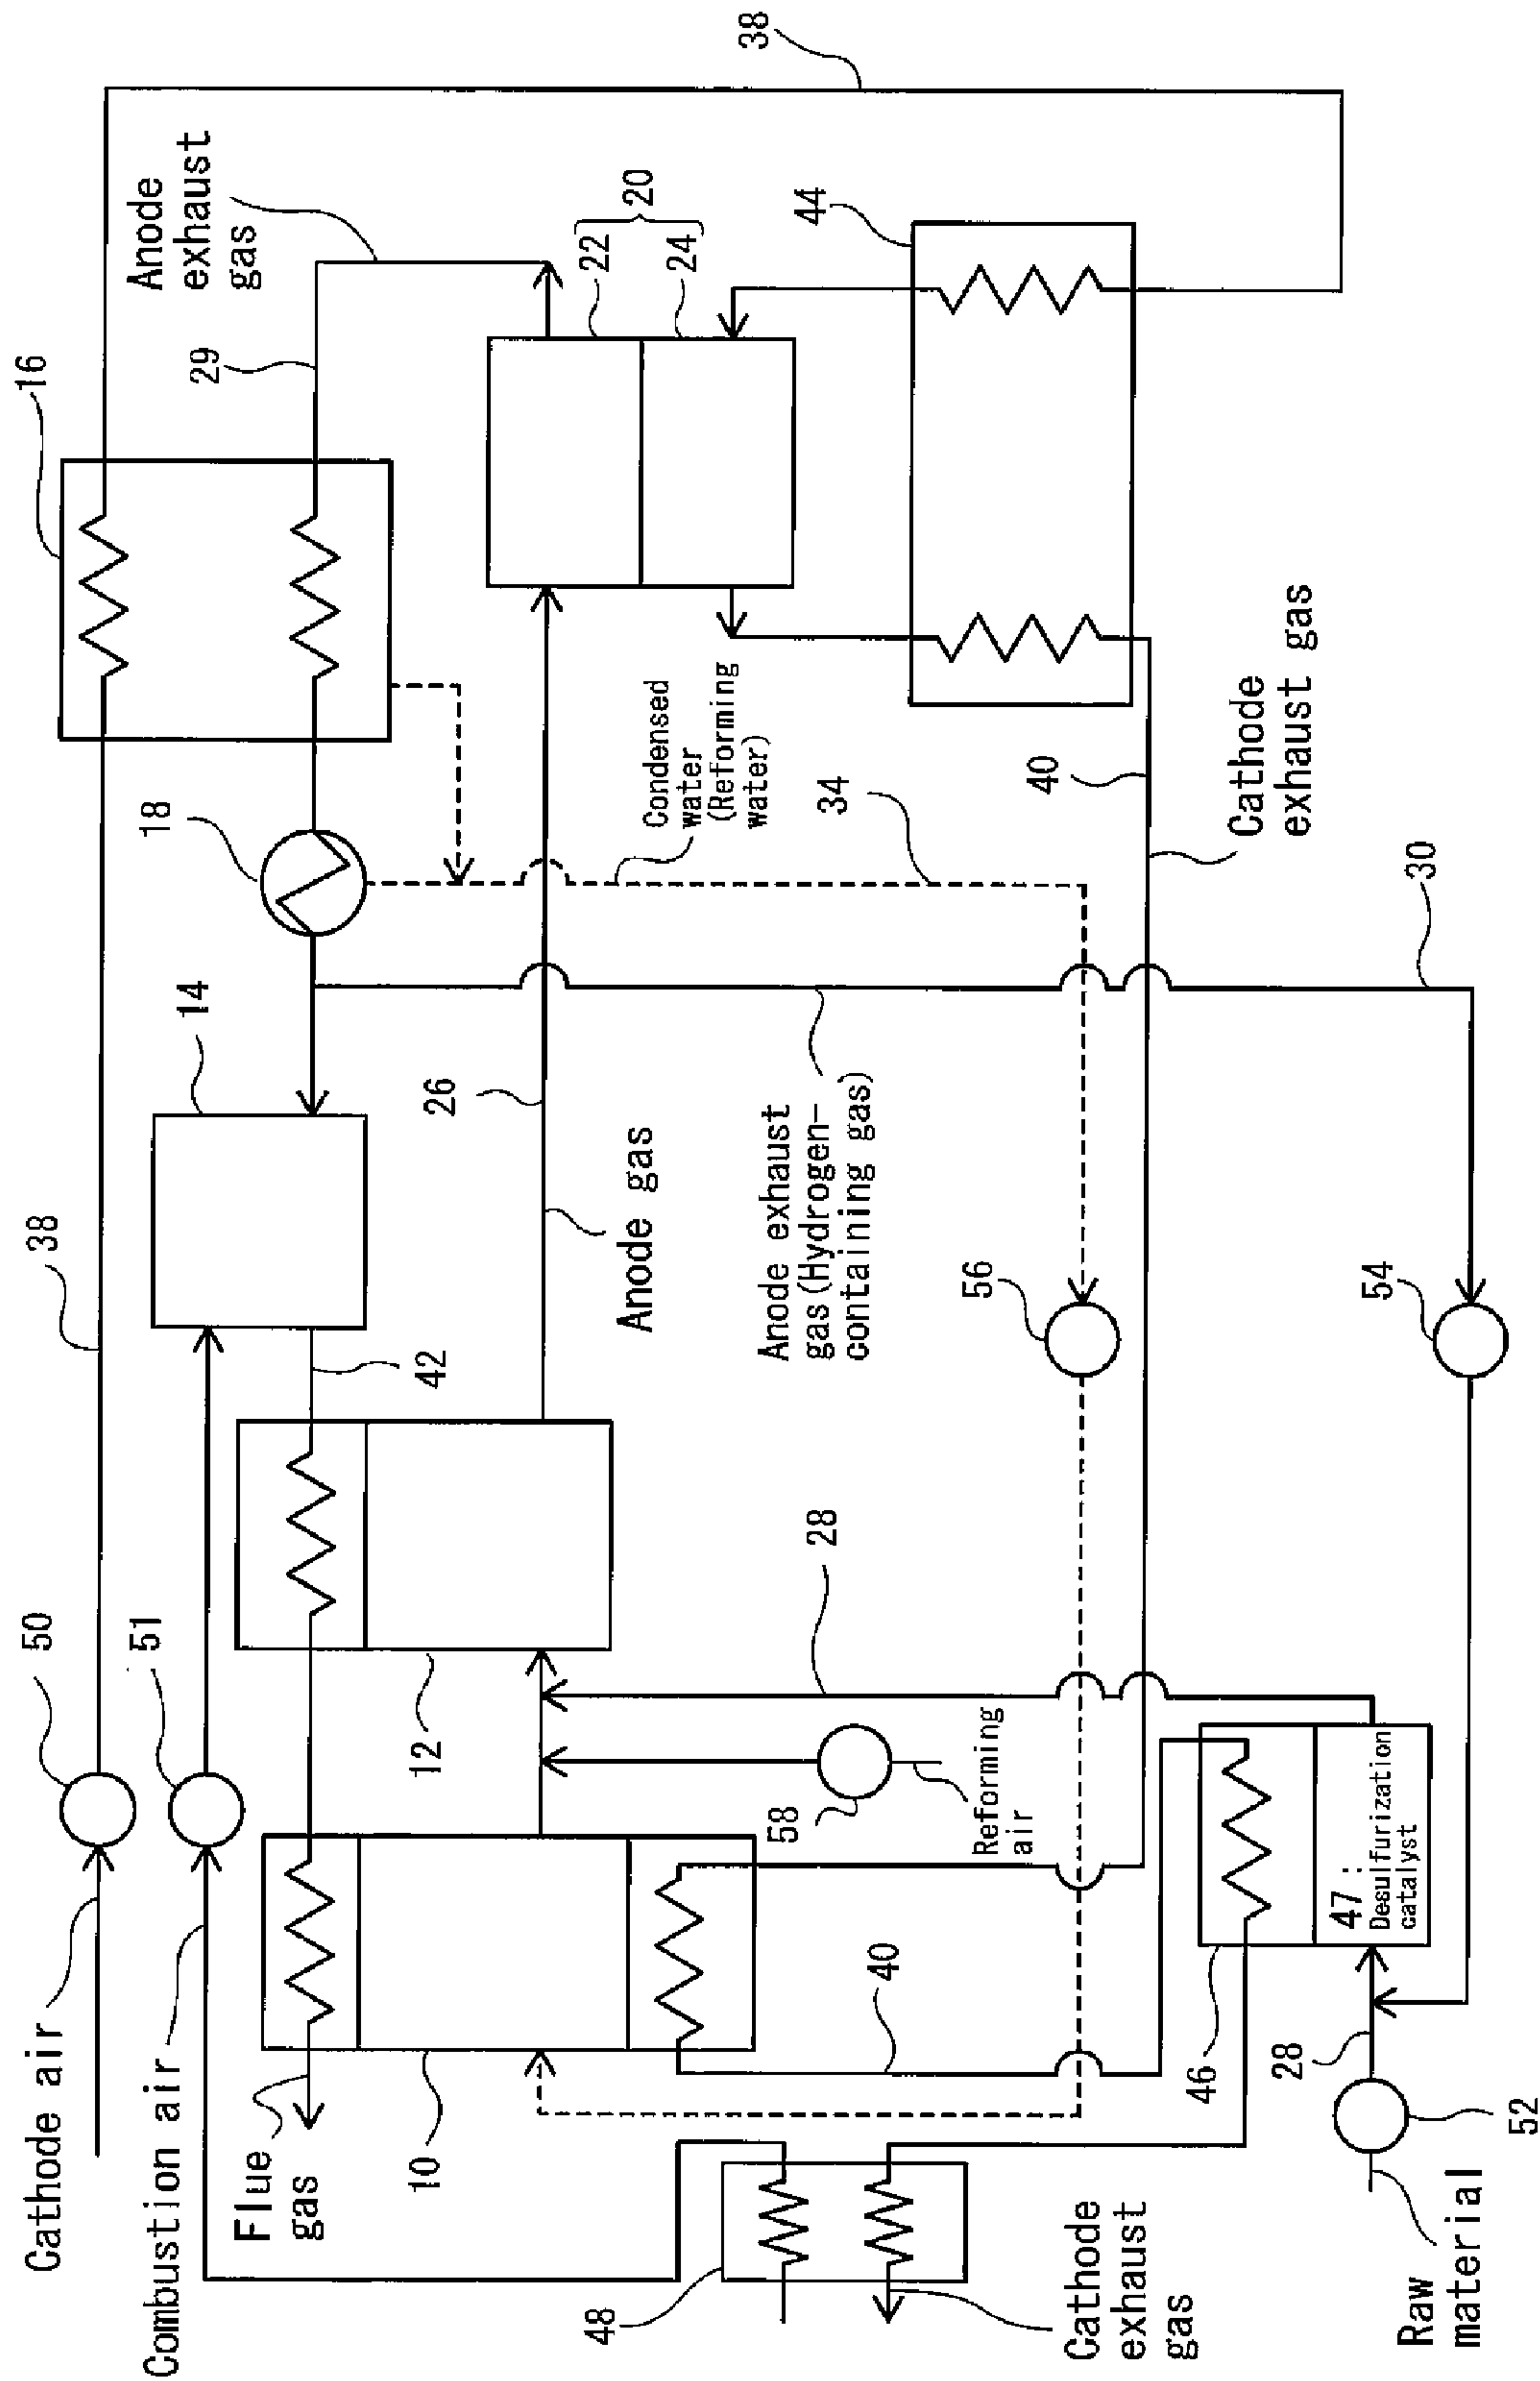 Cathode air
50
38
16
Combustion air
51
14
18
Anode
exhaust
gas
38
29
Flue
gas
42
26
Anode gas
22
24
20
10
12
28
Anode exhaust
gas(Hydrogen-
containing gas)
Condensed
water
(Reforming
water)
34
44
48
58
Reforming
air
56
40
40
Cathode
exhaust gas
Cathode
exhaust
gas
46
47 :
Desulfurization
catalyst
54
30
Raw
material
28
52